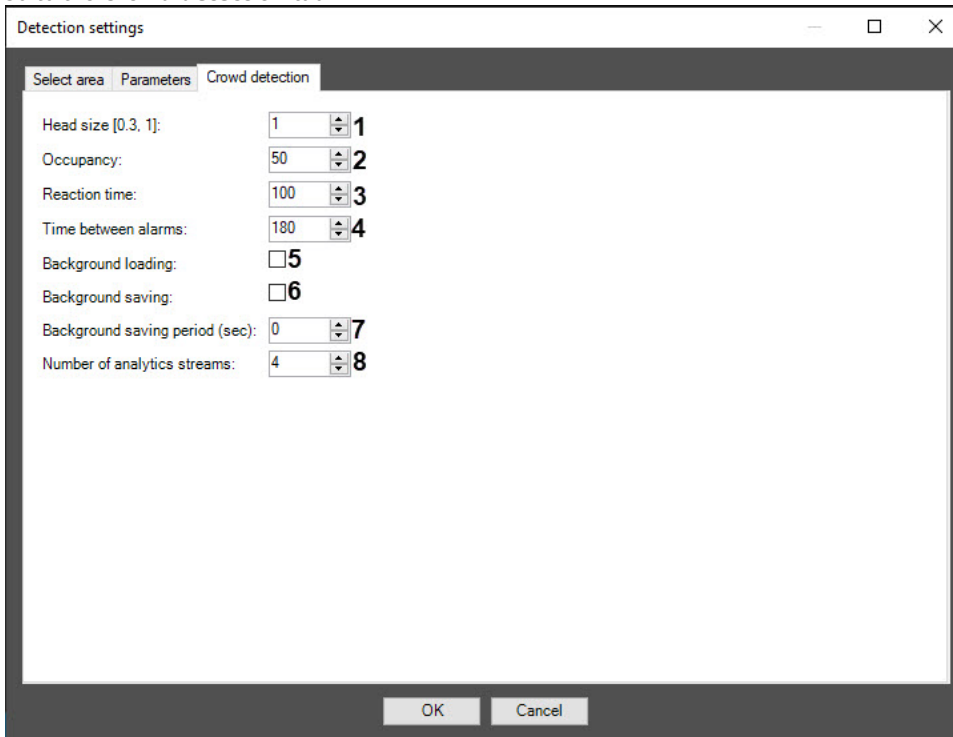 Detection settings
Select area Parameters Crowd detection
Head size [0.3, 1]: 1 1
Occupancy: 50 2
Reaction time: 100 3
Time between alarms: 180 4
Background loading: 5
Background saving: 6
Background saving period (sec): 0 7
Number of analytics streams: 4 8
OK Cancel